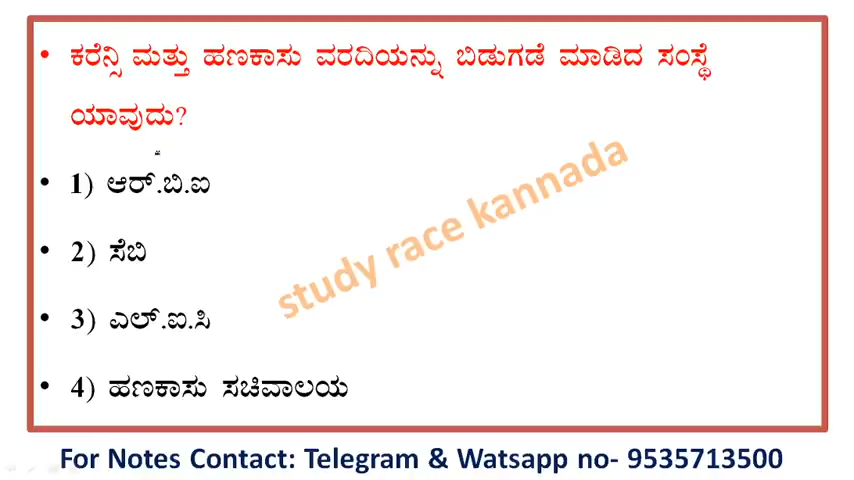 • ಕರೆನ್ಸಿ ಮತ್ತು ಹಣಕಾಸು ವರದಿಯನ್ನು ಬಿಡುಗಡೆ ಮಾಡಿದ ಸಂಸ್ಥೆ
ಯಾವುದು?
• 1) ಆರ್.ಬಿ.ಐ
• 2) ಸೆಬಿ
• 3) ಎಲ್.ಐ.ಸಿ
• 4) ಹಣಕಾಸು ಸಚಿವಾಲಯ
study race kannada
For Notes Contact: Telegram & Watsapp no- 9535713500